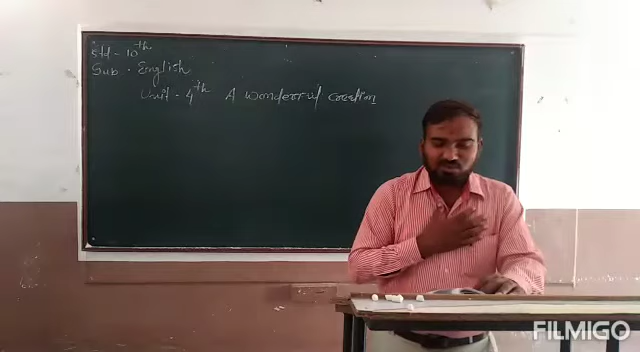 Std - 10th
Sub - English
Unit - 4th A wonderful creation
FILMIGO